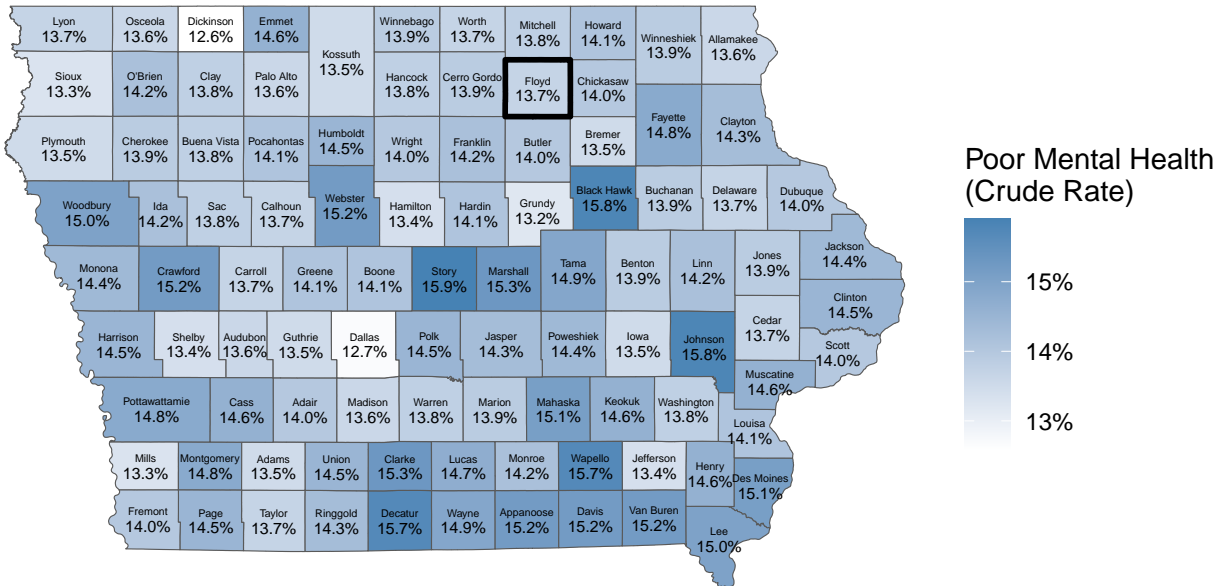 Lyon
13.7%
Osceola
13.6%
Dickinson
12.6%
Emmet
14.6%
Kossuth
13.5%
Winnebago
13.9%
Worth
13.7%
Mitchell
13.8%
Howard
14.1%
Winneshiek
13.9%
Allamakee
13.6%
Sioux
13.3%
O'Brien
14.2%
Clay
13.8%
Palo Alto
13.6%
Hancock
13.8%
Cerro Gordo
13.9%
Floyd
13.7%
Chickasaw
14.0%
Fayette
14.8%
Clayton
14.3%
Plymouth
13.5%
Cherokee
13.9%
Buena Vista
13.8%
Pocahontas
14.1%
Humboldt
14.5%
Wright
14.0%
Franklin
14.2%
Butler
14.0%
Bremer
13.5%
Woodbury
15.0%
Ida
14.2%
Sac
13.8%
Calhoun
13.7%
Webster
15.2%
Hamilton
13.4%
Hardin
14.1%
Grundy
13.2%
Black Hawk
15.8%
Buchanan
13.9%
Delaware
13.7%
Dubuque
14.0%
Monona
14.4%
Crawford
15.2%
Carroll
13.7%
Greene
14.1%
Boone
14.1%
Story
15.9%
Marshall
15.3%
Tama
14.9%
Benton
13.9%
Linn
14.2%
Jones
13.9%
Jackson
14.4%
Clinton
14.5%
Harrison
14.5%
Shelby
13.4%
Audubon
13.6%
Guthrie
13.5%
Dallas
12.7%
Polk
14.5%
Jasper
14.3%
Poweshiek
14.4%
Iowa
13.5%
Johnson
15.8%
Cedar
13.7%
Scott
14.0%
Muscatine
14.6%
Pottawattamie
14.8%
Cass
14.6%
Adair
14.0%
Madison
13.6%
Warren
13.8%
Marion
13.9%
Mahaska
15.1%
Keokuk
14.6%
Washington
13.8%
Louisa
14.1%
Mills
13.3%
Montgomery
14.8%
Adams
13.5%
Union
14.5%
Clarke
15.3%
Lucas
14.7%
Monroe
14.2%
Wapello
15.7%
Jefferson
13.4%
Henry
14.6%
Des Moines
15.1%
Fremont
14.0%
Page
14.5%
Taylor
13.7%
Ringgold
14.3%
Decatur
15.7%
Wayne
14.9%
Appanoose
15.2%
Davis
15.2%
Van Buren
15.2%
Lee
15.0%
Poor Mental Health
(Crude Rate)
15%
14%
13%